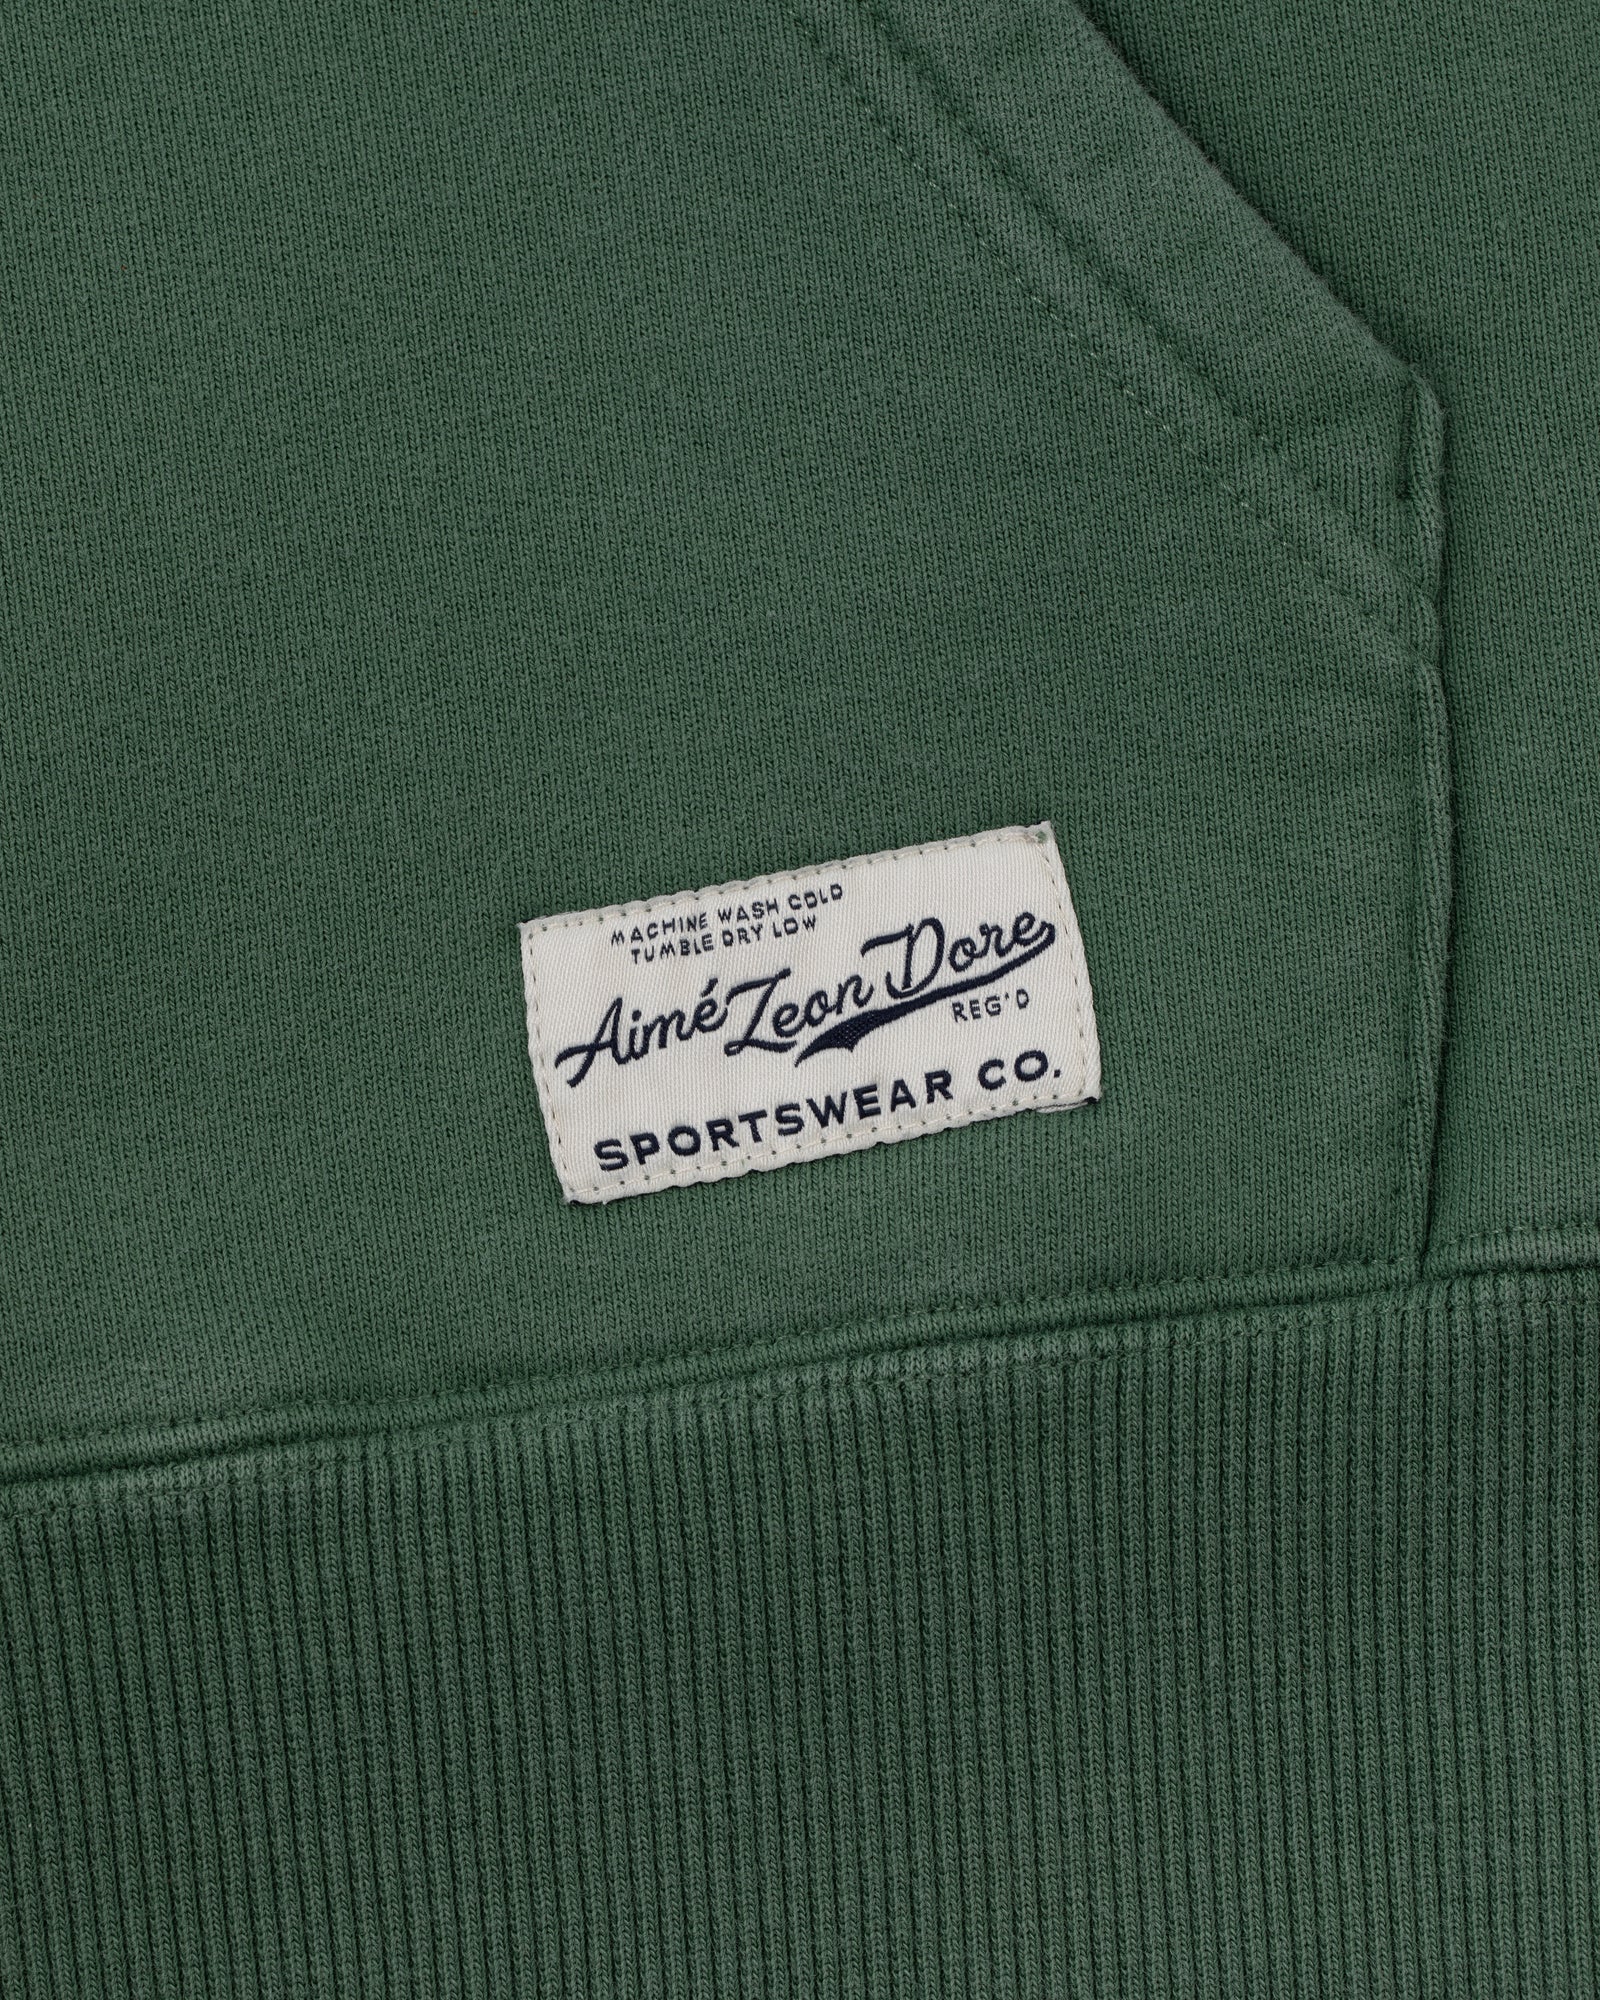 MACHINE WASH COLD
TUMBLE DRY LOW
Aimé Leon Dore
REG'D
SPORTSWEAR CO.